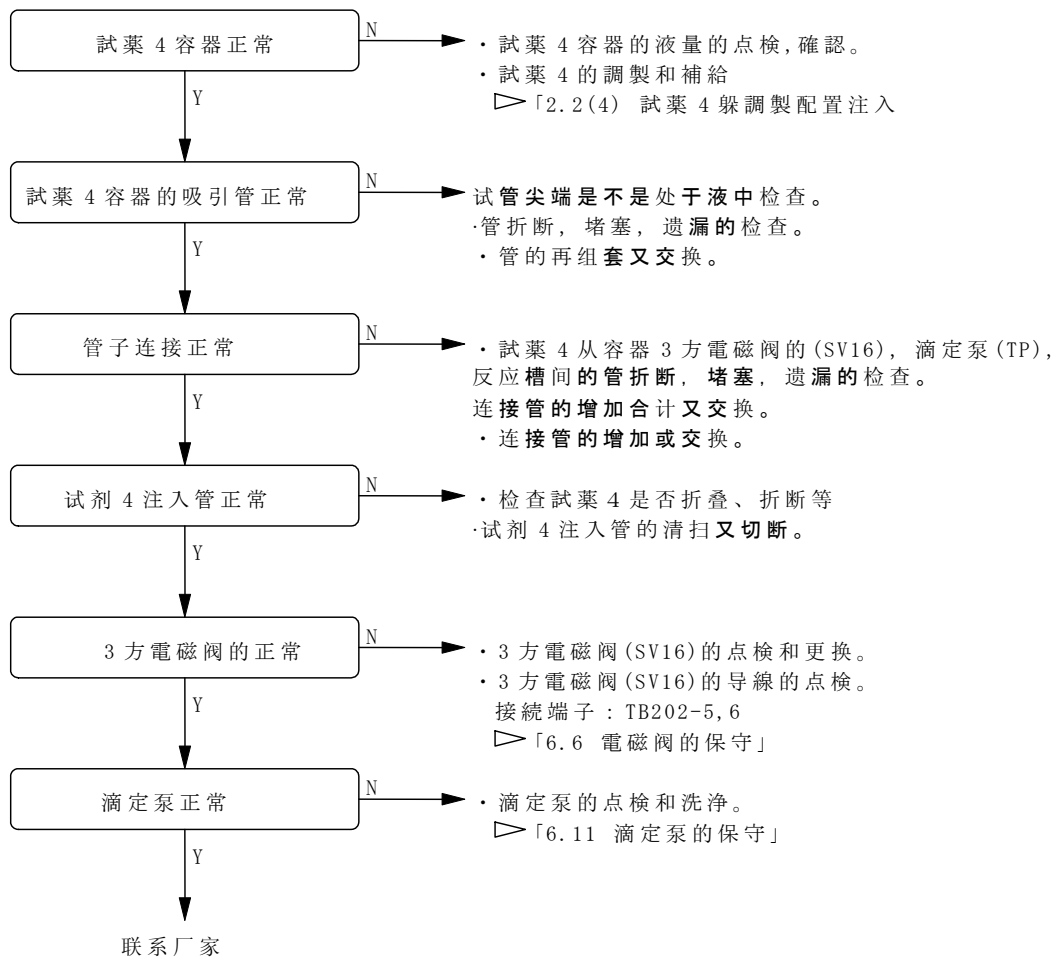 試薬 4 容器正常
N
・試薬 4 容器的液量的点検,確認。
・試薬 4 的調製和補給
「2.2(4) 試薬 4 躱調製配置注入
Y
試薬 4 容器的吸引管正常
N
试管尖端是不是处于液中检查。
·管折断, 堵塞, 遗漏的检查。
・管的再组套又交换。
Y
管子连接正常
N
・試薬 4 从容器 3 方電磁阀的(SV16), 滴定泵(TP),
反应槽间的管折断, 堵塞, 遗漏的检查。
连接管的增加合计又交换。
・连接管的增加或交换。
Y
试剂 4 注入管正常
N
・检查試薬 4 是否折叠、折断等
·试剂 4 注入管的清扫又切断。
Y
3 方電磁阀的正常
N
・3 方電磁阀(SV16)的点検和更换。
・3 方電磁阀(SV16)的导線的点検。
接続端子：TB202-5,6
「6.6 電磁阀的保守」
Y
滴定泵正常
N
・滴定泵的点検和洗浄。
「6.11 滴定泵的保守」
Y
联系厂家